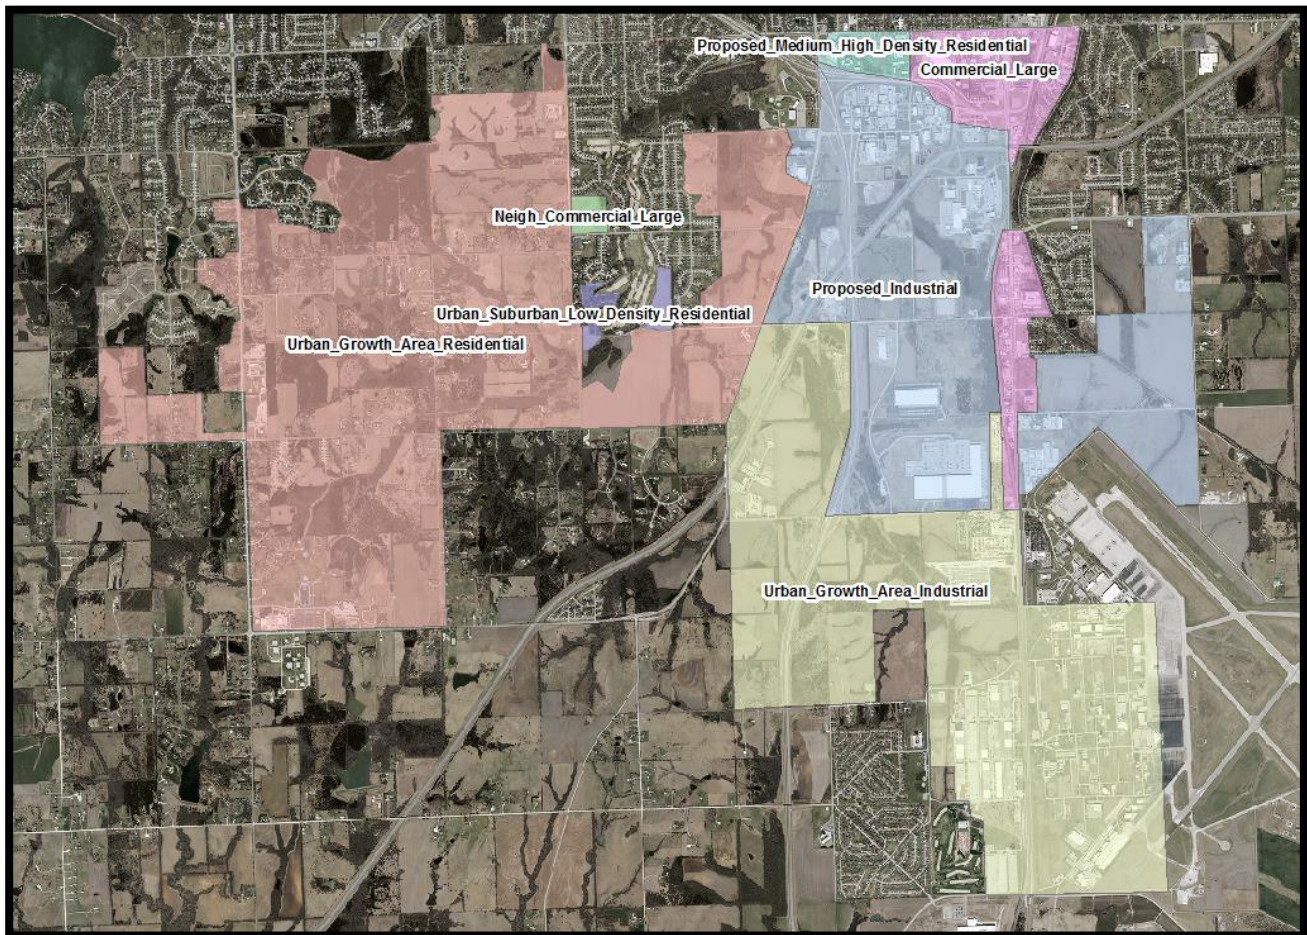 Proposed_Medium_High_Density_Residential
Commercial_Large
Neigh_Commercial_Large
Proposed_Industrial
Urban_Suburban_Low_Density_Residential
Urban_Growth_Area_Residential
Urban_Growth_Area_Industrial